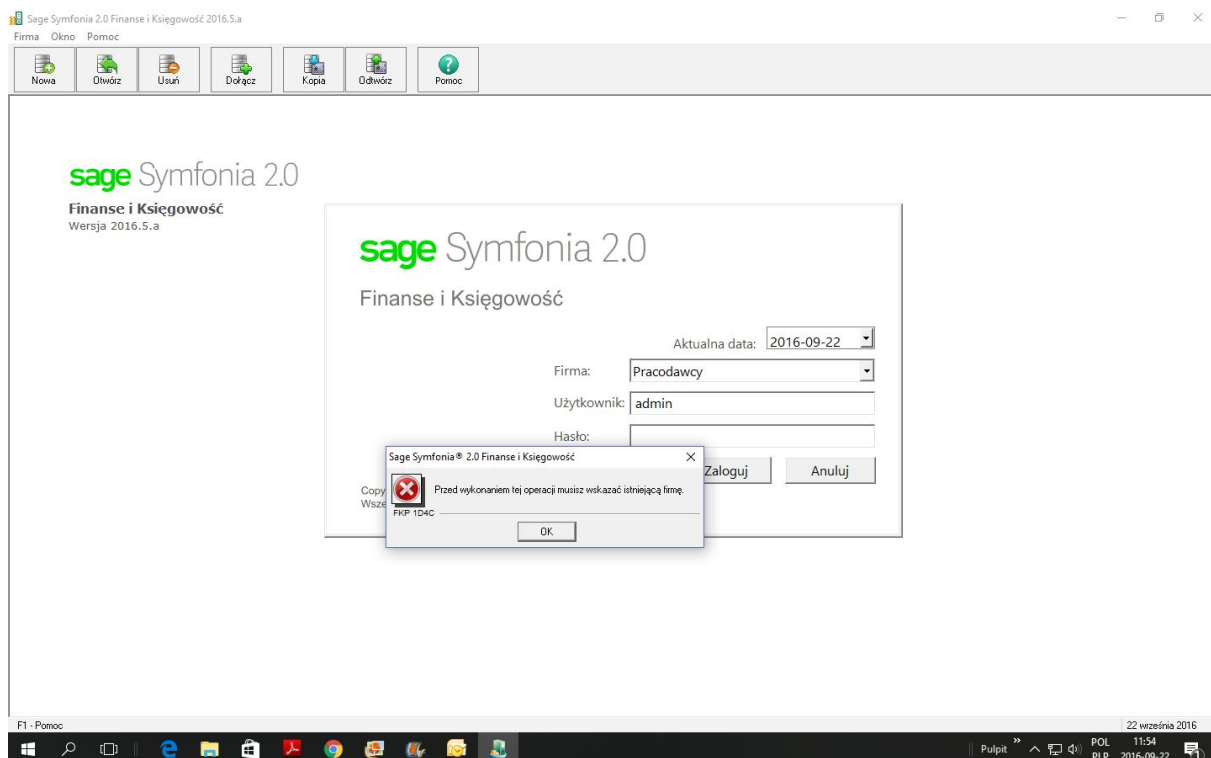 Sage Symfonia 2.0 Finanse i Księgowość 2016.5.a
Firma Okno Pomoc
Nowa Otwórz Usuń Dołącz Kopia Odtwórz Pomoc
sage Symfonia 2.0
Finanse i Księgowość
Wersja 2016.5.a
sage Symfonia 2.0
Finanse i Księgowość
Aktualna data: 2016-09-22
Firma: Pracodawcy
Użytkownik: admin
Hasło:
Zaloguj Anuluj
Copy
Wsze
Sage Symfonia® 2.0 Finanse i Księgowość
Przed wykonaniem tej operacji musisz wskazać istniejącą firmę.
FKP 1D4C
OK
F1 - Pomoc
22 września 2016
Pulpit
POL 11:54
PLP 2016-09-22